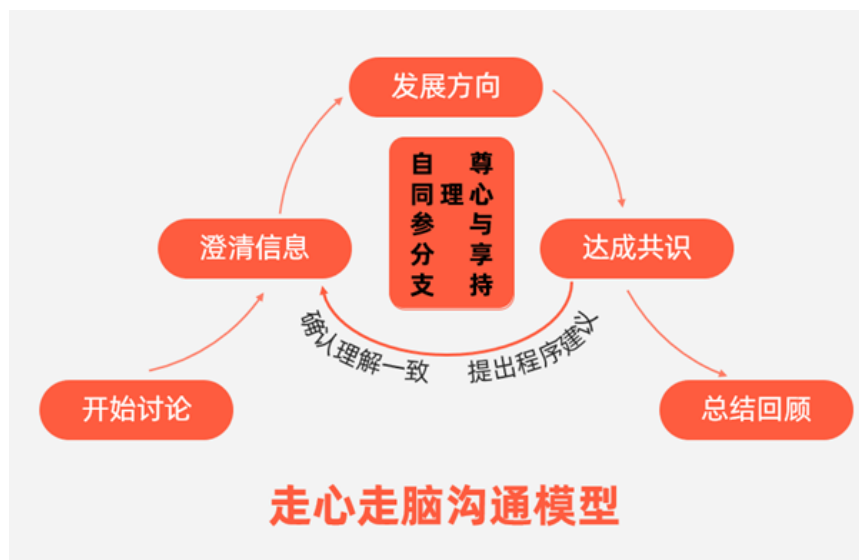 发展方向
自 尊
同 理 心
参 与
分 享
支 持
澄清信息
达成共识
确认理解一致
提出程序建议
开始讨论
总结回顾
走心走脑沟通模型